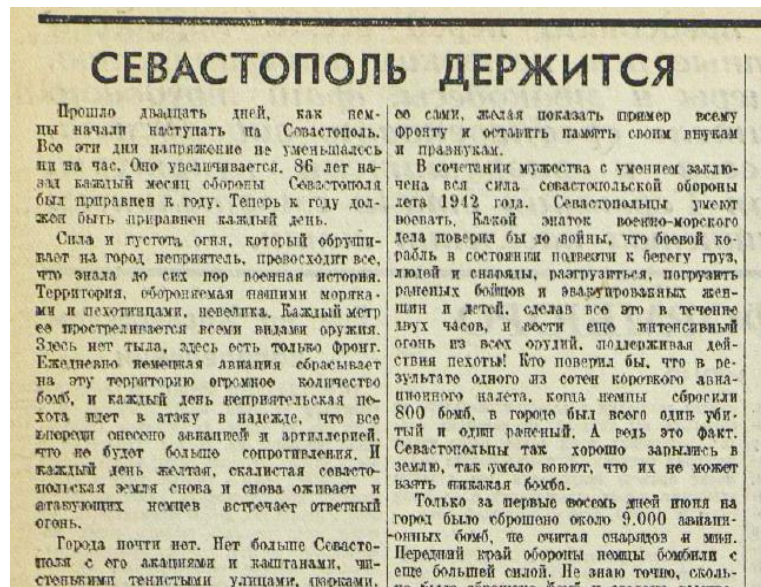 СЕВАСТОПОЛЬ ДЕРЖИТСЯ
Прошло двадцать дней, как нем-
цы начали наступать на Севастополь.
Все эти дни напряжение не уменьшалось
ни на час. Оно увеличивается. 86 лет на-
зад каждый месяц обороны Севастополя
был приравнен к году. Теперь к году дол-
жен быть приравнен каждый день.
Сила и густота огня, который обруши-
вает на город неприятель, превосходит все,
что знала до сих пор военная история.
Территория, обороняемая нашими моряка-
ми и пехотинцами, невелика. Каждый метр
ее простреливается всеми видами оружия.
Здесь нет тыла, здесь есть только фронт.
Ежедневно немецкая авиация сбрасывает
на эту территорию огромное количество
бомб, и каждый день неприятельская пе-
хота идет в атаку в надежде, что все
впереди снесено авиацией и артиллерией,
что не будет больше сопротивления. И
каждый день желтая, скалистая севасто-
польская земля снова и снова оживает и
атакующих немцев встречает ответный
огонь.
Города почти нет. Нет больше Севасто-
поля с его акациями и каштанами, чи-
стенькими тенистыми улицами, парками,
ее сами, желая показать пример всему
фронту и оставить память своим внукам
и правнукам.
В сочетании мужества с умением заклю-
чена вся сила севастопольской обороны
лета 1942 года. Севастопольцы умеют
воевать. Какой знаток военно-морского
дела поверил бы до войны, что боевой ко-
рабль в состоянии подвезти к берегу груз,
людей и снаряды, разгрузиться, погрузить
раненых бойцов и эвакуированных жен-
щин и детей, сделав все это в течение
двух часов, и вести еще интенсивный
огонь из всех орудий, поддерживая дей-
ствия пехоты! Кто поверил бы, что в ре-
зультате одного из сотен короткого авиа-
ционного налета, когда немцы сбросили
800 бомб, в городе был всего один уби-
тый и один раненый. А ведь это факт.
Севастопольцы так хорошо зарылись в
землю, так умело воюют, что их не может
взять никакая бомба.
Только за первые восемь дней июня на
город было сброшено около 9.000 авиаци-
онных бомб, не считая снарядов и мин.
Передний край обороны немцы бомбили с
еще большей силой. Не знаю точно, сколь-